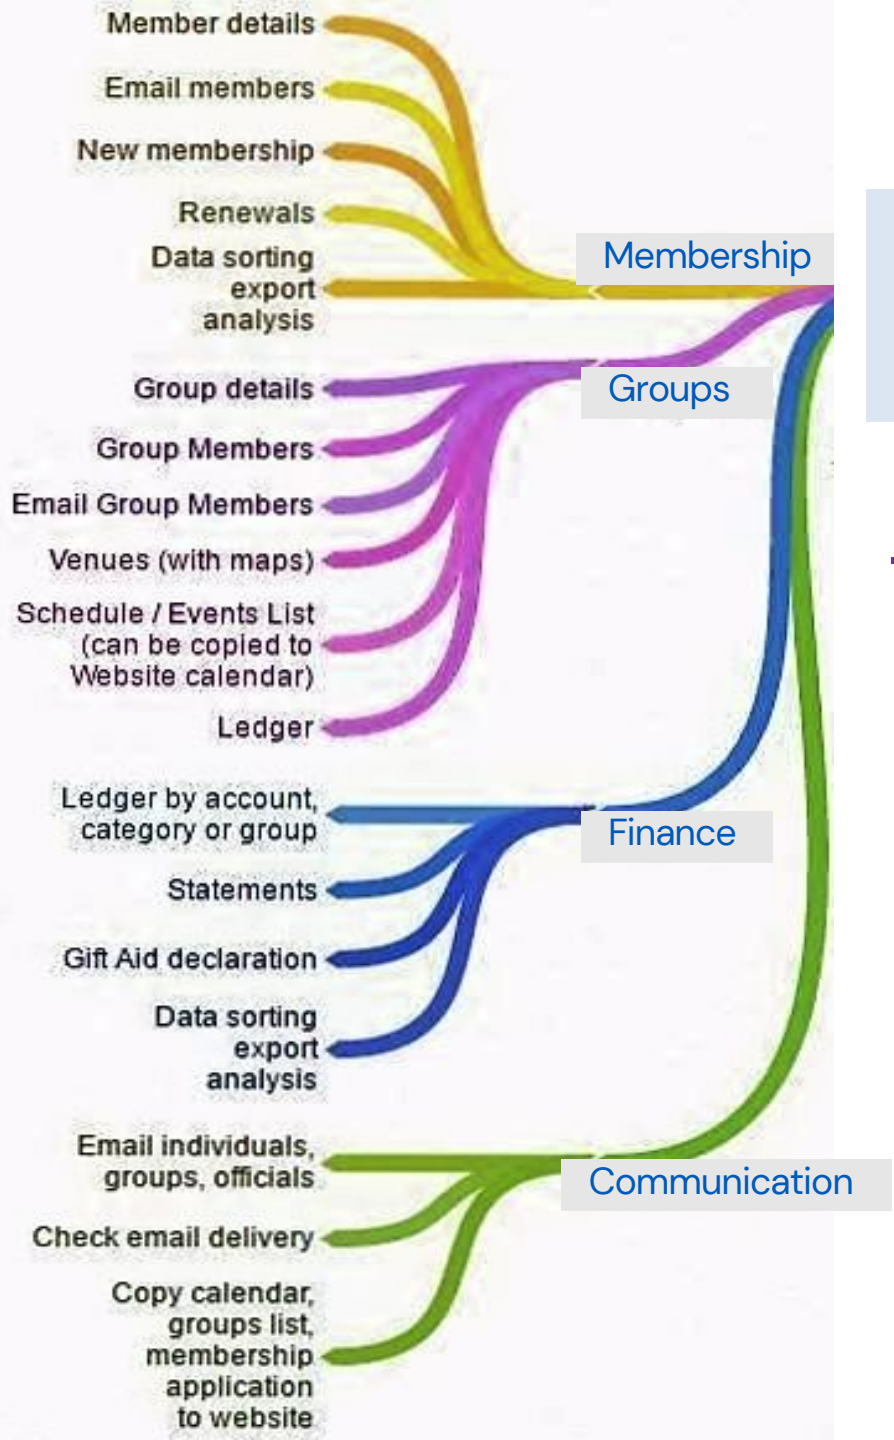 Member details
Email members
New membership
Renewals
Data sorting
export
analysis
Membership
Group details
Group Members
Email Group Members
Venues (with maps)
Schedule / Events List
(can be copied to
Website calendar)
Ledger
Groups
Ledger by account,
category or group
Statements
Gift Aid declaration
Data sorting
export
analysis
Finance
Email individuals,
groups, officials
Check email delivery
Copy calendar,
groups list,
membership
application
to website
Communication